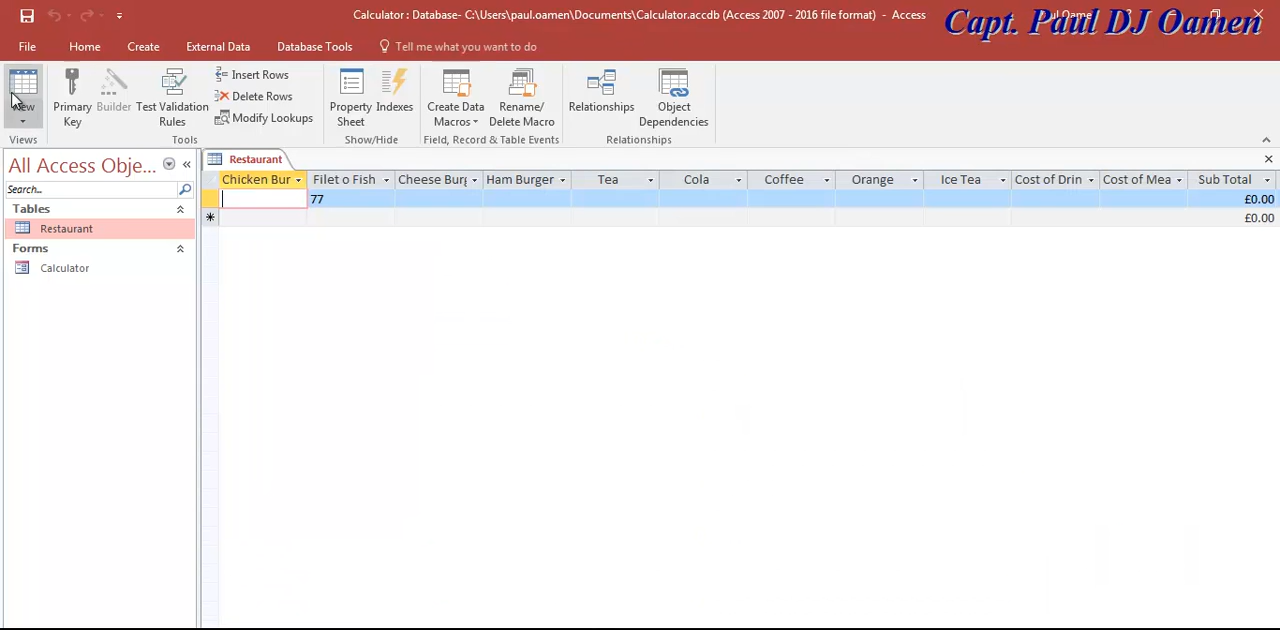 Calculator : Database- C:\Users\paul.oamen\Documents\Calculator.accdb (Access 2007 - 2016 file format) - Access
Capt. Paul DJ Oamen
File Home Create External Data Database Tools Tell me what you want to do
View
Primary Key
Builder
Test Validation Rules
Insert Rows
Delete Rows
Modify Lookups
Property Sheet
Indexes
Create Data Macros
Rename/ Delete Macro
Relationships
Object Dependencies
Views Tools Show/Hide Field, Record & Table Events Relationships
All Access Obje...
Search...
Tables
Restaurant
Forms
Calculator
Restaurant
Chicken Bur Filet o Fish Cheese Burg Ham Burger Tea Cola Coffee Orange Ice Tea Cost of Drin Cost of Mea Sub Total
77 £0.00
£0.00